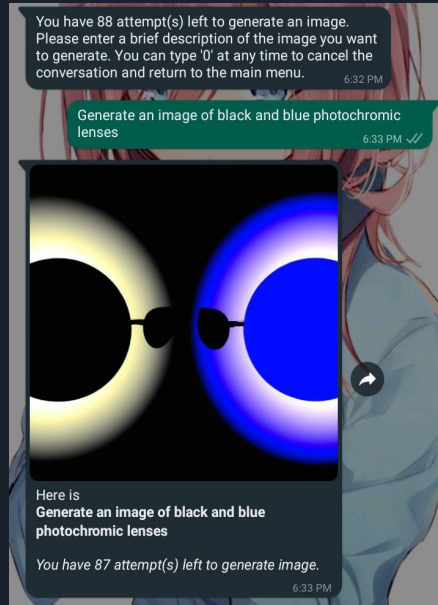 You have 88 attempt(s) left to generate an image.
Please enter a brief description of the image you want
to generate. You can type '0' at any time to cancel the
conversation and return to the main menu.
6:32 PM
Generate an image of black and blue photochromic
lenses
6:33 PM
Here is
Generate an image of black and blue
photochromic lenses
You have 87 attempt(s) left to generate image.
6:33 PM